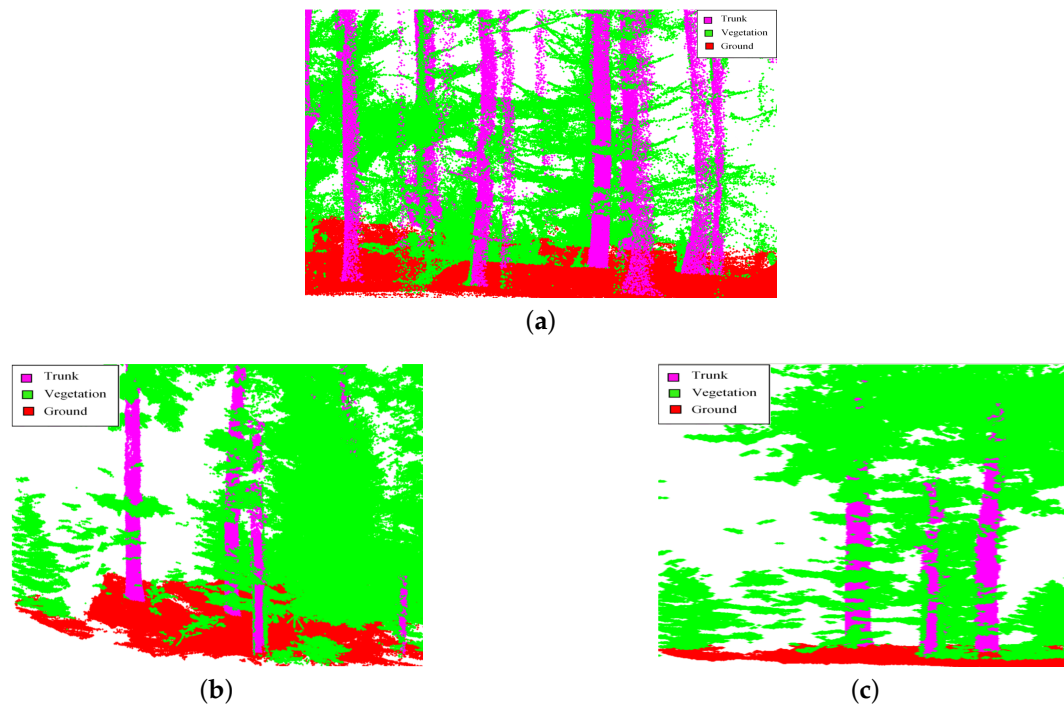 Trunk
Vegetation
Ground
(a)
Trunk
Vegetation
Ground
(b)
Trunk
Vegetation
Ground
(c)